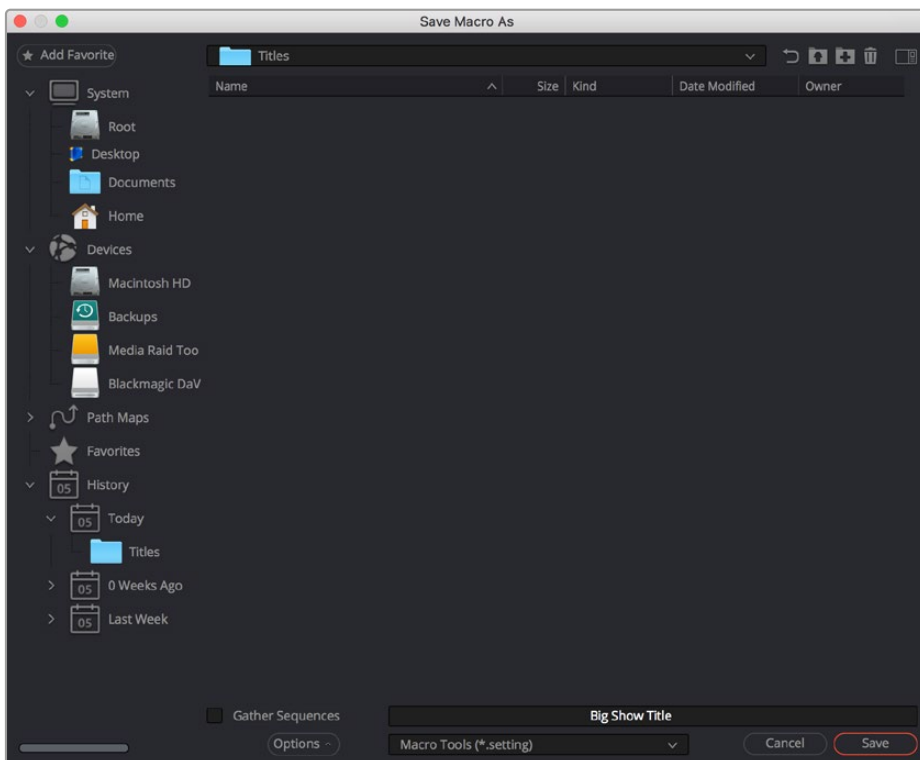 Save Macro As
Add Favorite
Titles
Name Size Kind Date Modified Owner
System
Root
Desktop
Documents
Home
Devices
Macintosh HD
Backups
Media Raid Too
Blackmagic DaV
Path Maps
Favorites
05 History
05 Today
Titles
05 0 Weeks Ago
05 Last Week
Gather Sequences Big Show Title
Options Macro Tools (*.setting) Cancel Save